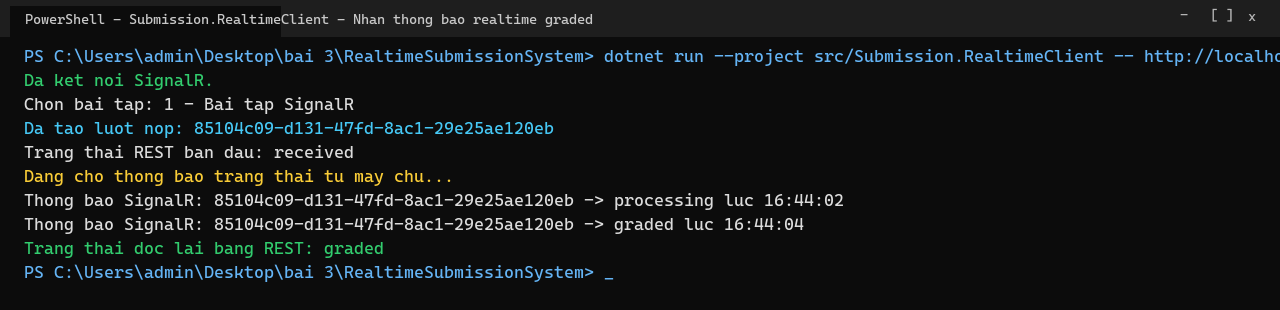 PowerShell - Submission.RealtimeClient - Nhan thong bao realtime graded
- [ ] x
PS C:\Users\admin\Desktop\bai 3\RealtimeSubmissionSystem> dotnet run --project src/Submission.RealtimeClient -- http://localho
Da ket noi SignalR.
Chon bai tap: 1 - Bai tap SignalR
Da tao luot nop: 85104c09-d131-47fd-8ac1-29e25ae120eb
Trang thai REST ban dau: received
Dang cho thong bao trang thai tu may chu...
Thong bao SignalR: 85104c09-d131-47fd-8ac1-29e25ae120eb -> processing luc 16:44:02
Thong bao SignalR: 85104c09-d131-47fd-8ac1-29e25ae120eb -> graded luc 16:44:04
Trang thai doc lai bang REST: graded
PS C:\Users\admin\Desktop\bai 3\RealtimeSubmissionSystem> _